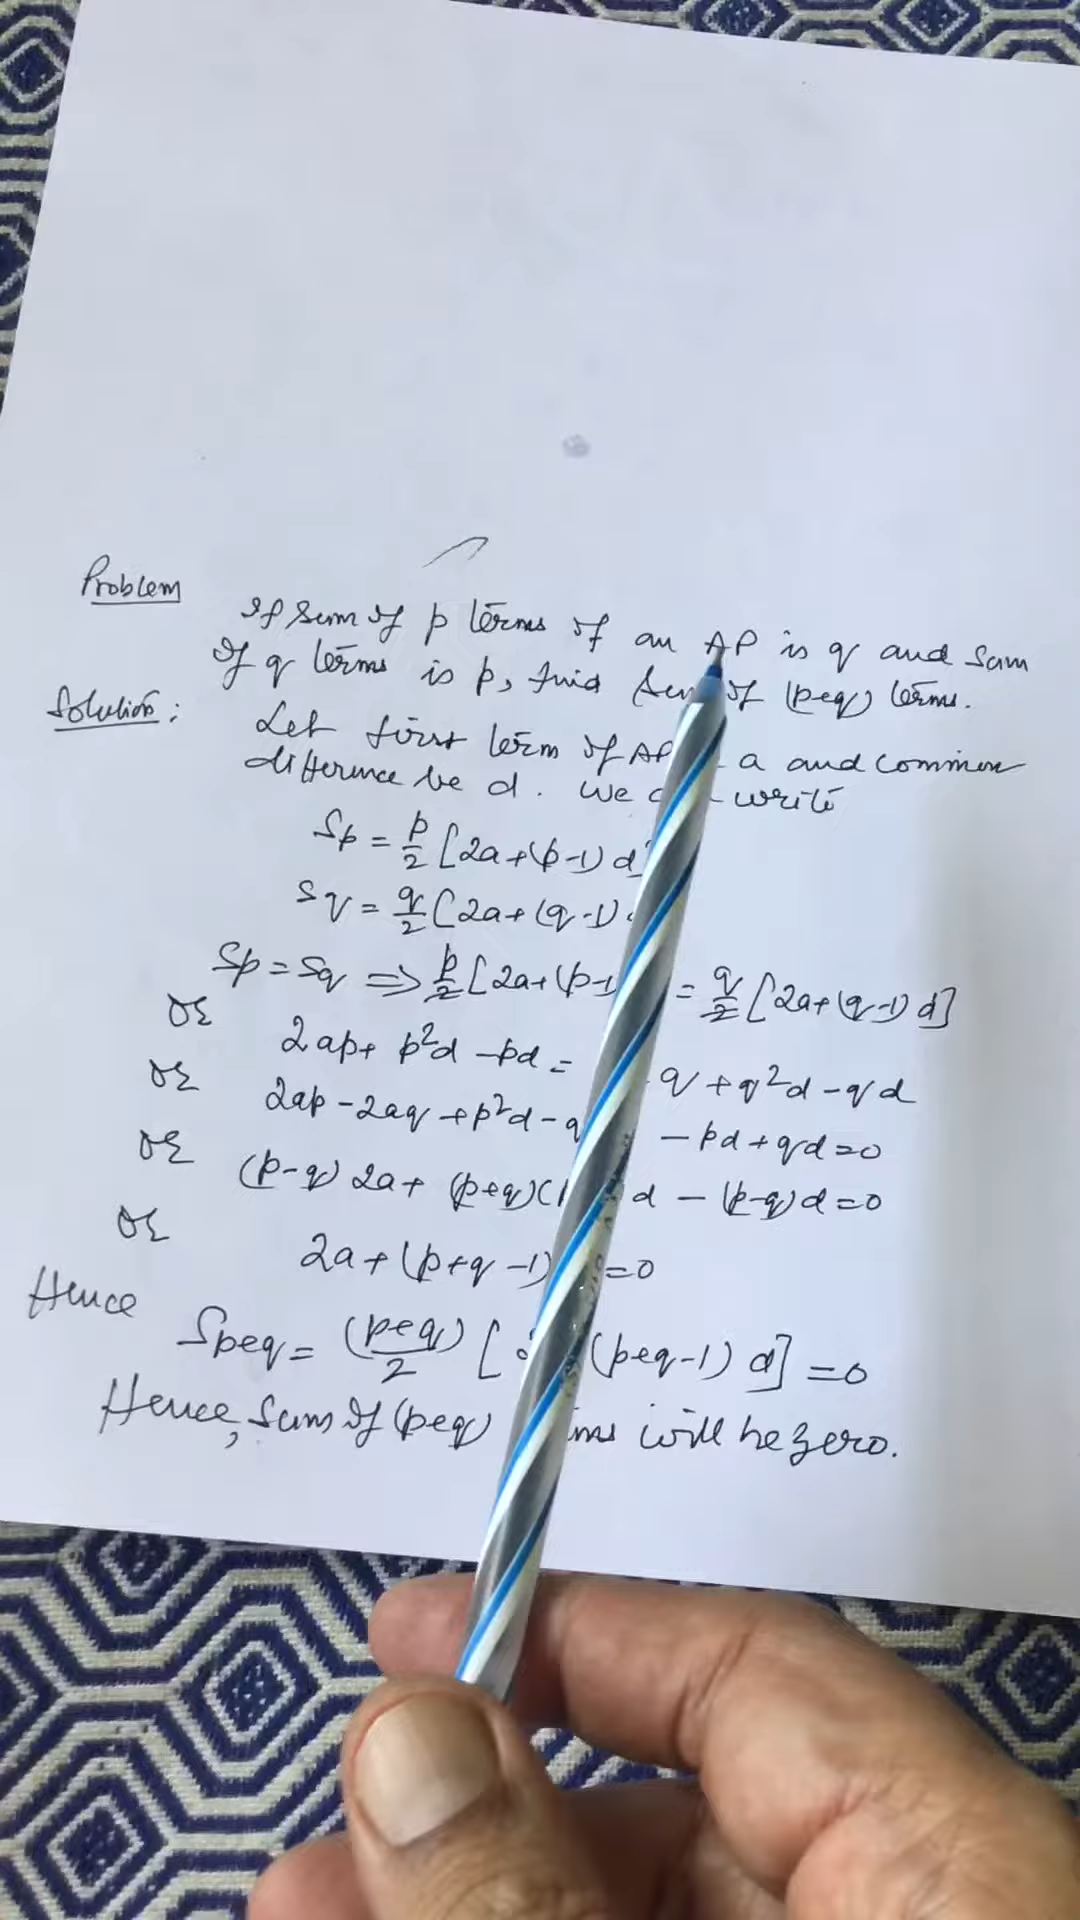 Problem
If Sum of p terms of an AP is q and Sum
of q terms is p, find of (p+q) terms.
Solution:
Let first term of AP a and common
difference be d. We write
Sp = p/2 [2a+(p-1) d]
Sq = q/2 [2a+(q-1)
Sp = Sq ⇒ p/2 [2a+(p-1 = q/2 [2a+(q-1) d]
or 2ap + p²d - pd = q + q²d - qd
or 2ap - 2aq + p²d - q - pd + qd = 0
or (p-q) 2a + (p+q)( d - (p-q)d = 0
or 2a + (p+q-1) = 0
Hence
Sp+q = (p+q)/2 [ (p+q-1) d] = 0
Hence, Sum of (p+q) will be zero.